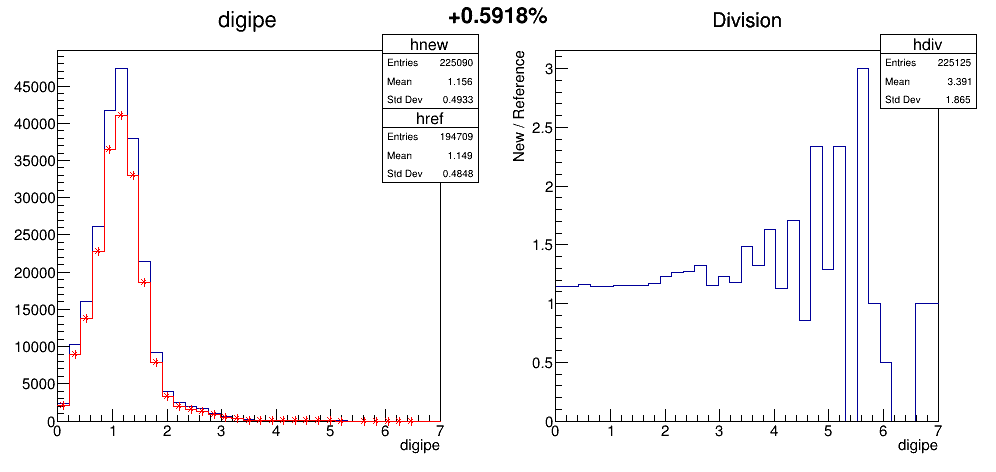 +0.5918%
digipe
hnew
Entries 225090
Mean 1.156
Std Dev 0.4933
href
Entries 194709
Mean 1.149
Std Dev 0.4848
45000
40000
35000
30000
25000
20000
15000
10000
5000
0
0 1 2 3 4 5 6 7
digipe
Division
hdiv
Entries 225125
Mean 3.391
Std Dev 1.865
New / Reference
3
2.5
2
1.5
1
0.5
0
0 1 2 3 4 5 6 7
digipe